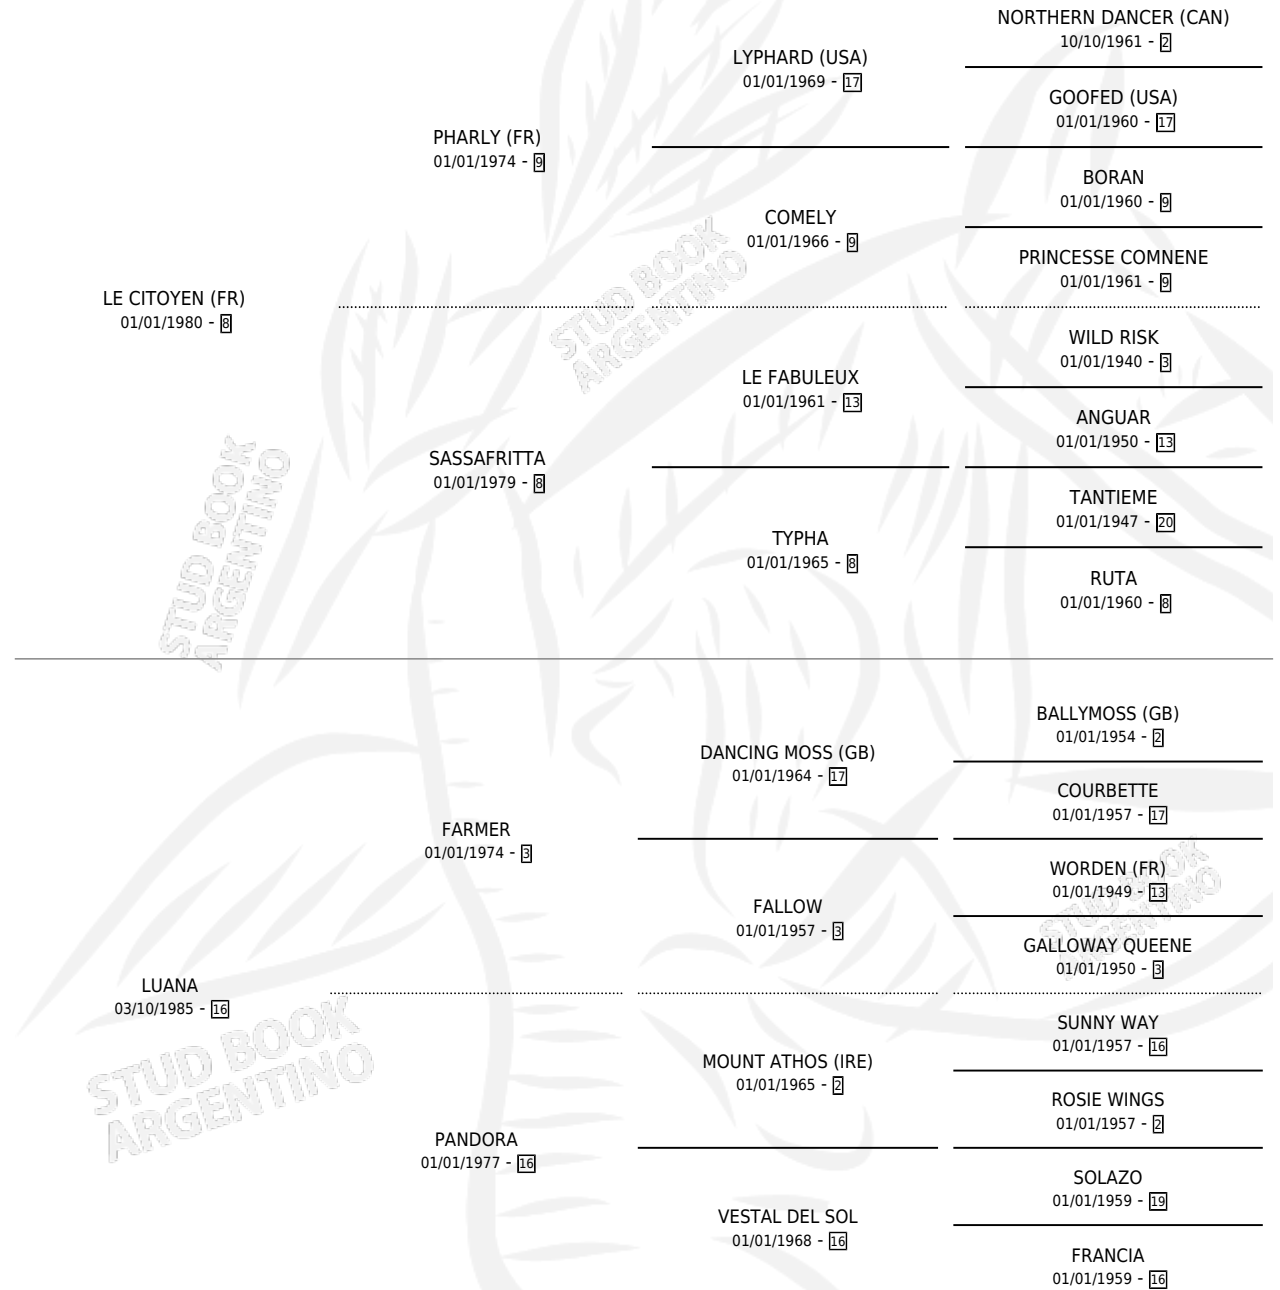 NORTHERN DANCER (CAN)
10/10/1961 - 2
LYPHARD (USA)
01/01/1969 - 17
GOOFED (USA)
01/01/1960 - 17
PHARLY (FR)
01/01/1974 - 9
BORAN
01/01/1960 - 9
COMELY
01/01/1966 - 9
PRINCESSE COMNENE
01/01/1961 - 9
LE CITOYEN (FR)
01/01/1980 - 8
WILD RISK
01/01/1940 - 3
LE FABULEUX
01/01/1961 - 13
ANGUAR
01/01/1950 - 13
SASSAFRITTA
01/01/1979 - 8
TANTIEME
01/01/1947 - 20
TYPHA
01/01/1965 - 8
RUTA
01/01/1960 - 8
BALLYMOSS (GB)
01/01/1954 - 2
DANCING MOSS (GB)
01/01/1964 - 17
COURBETTE
01/01/1957 - 17
FARMER
01/01/1974 - 3
WORDEN (FR)
01/01/1949 - 13
FALLOW
01/01/1957 - 3
GALLOWAY QUEENE
01/01/1950 - 3
LUANA
03/10/1985 - 16
SUNNY WAY
01/01/1957 - 16
MOUNT ATHOS (IRE)
01/01/1965 - 2
ROSIE WINGS
01/01/1957 - 2
PANDORA
01/01/1977 - 16
SOLAZO
01/01/1959 - 19
VESTAL DEL SOL
01/01/1968 - 16
FRANCIA
01/01/1959 - 16
STUD BOOK
ARGENTINO
STUD BOOK
ARGENTINO
STUD BOOK
ARGENTINO
STUD BOOK
ARGENTINO